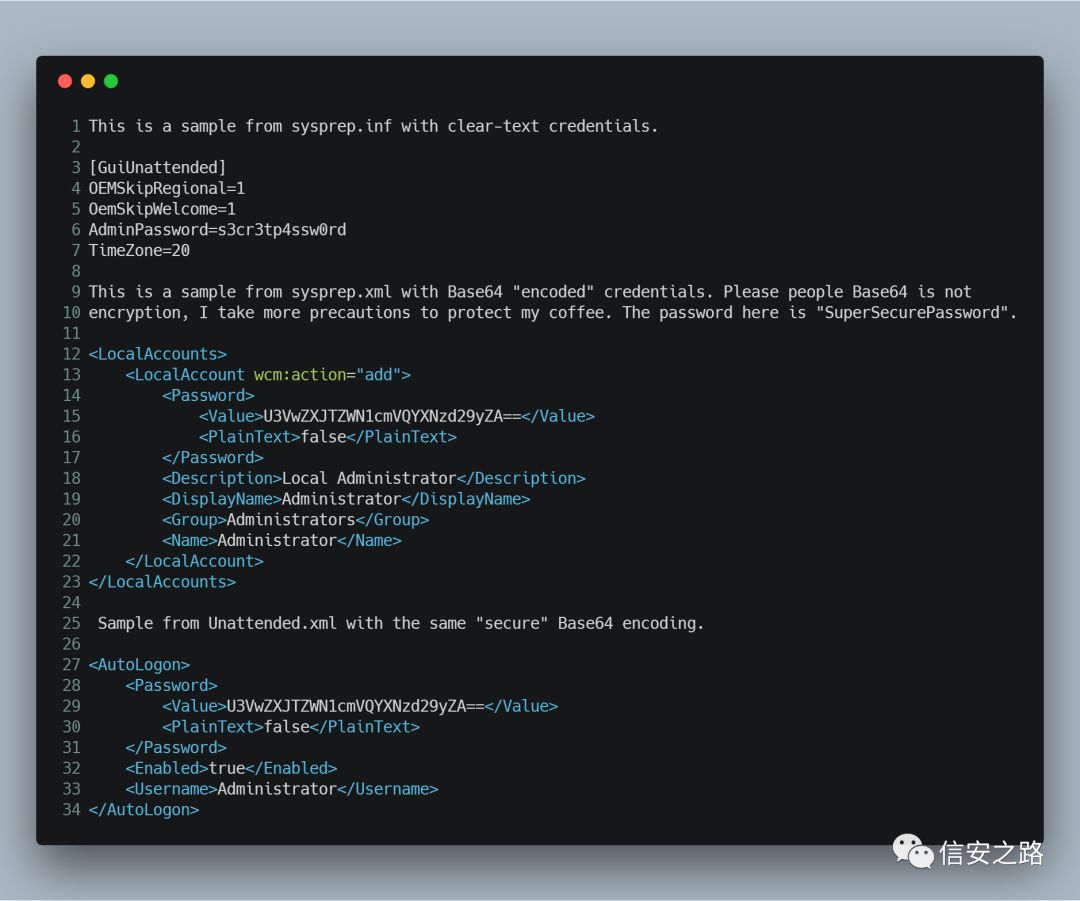 1 This is a sample from sysprep.inf with clear-text credentials.
2
3 [GuiUnattended]
4 OEMSkipRegional=1
5 OemSkipWelcome=1
6 AdminPassword=s3cr3tp4ssw0rd
7 TimeZone=20
8
9 This is a sample from sysprep.xml with Base64 "encoded" credentials. Please people Base64 is not
10 encryption, I take more precautions to protect my coffee. The password here is "SuperSecurePassword".
11
12 <LocalAccounts>
13     <LocalAccount wcm:action="add">
14         <Password>
15             <Value>U3VwZXJTZWN1cmVQYXNzd29yZA==</Value>
16             <PlainText>false</PlainText>
17         </Password>
18         <Description>Local Administrator</Description>
19         <DisplayName>Administrator</DisplayName>
20         <Group>Administrators</Group>
21         <Name>Administrator</Name>
22     </LocalAccount>
23 </LocalAccounts>
24
25  Sample from Unattended.xml with the same "secure" Base64 encoding.
26
27 <AutoLogon>
28     <Password>
29         <Value>U3VwZXJTZWN1cmVQYXNzd29yZA==</Value>
30         <PlainText>false</PlainText>
31     </Password>
32     <Enabled>true</Enabled>
33     <Username>Administrator</Username>
34 </AutoLogon>
信安之路